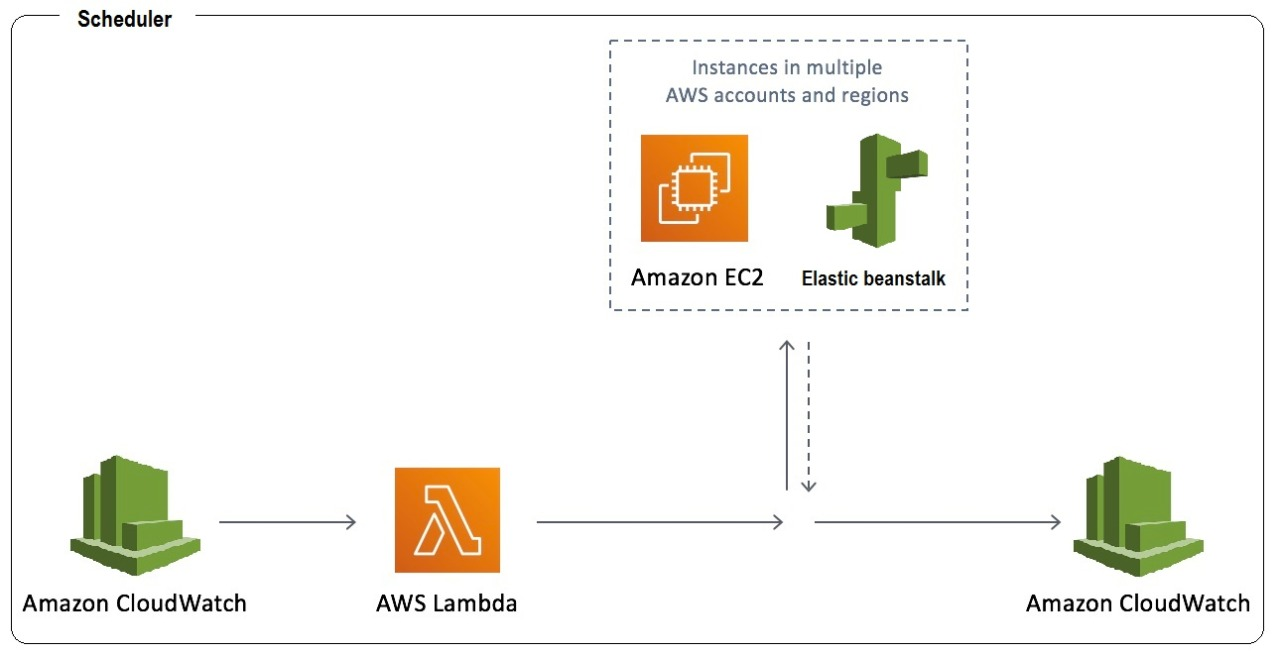 Scheduler
Instances in multiple
AWS accounts and regions
Amazon EC2
Elastic beanstalk
Amazon CloudWatch
AWS Lambda
Amazon CloudWatch